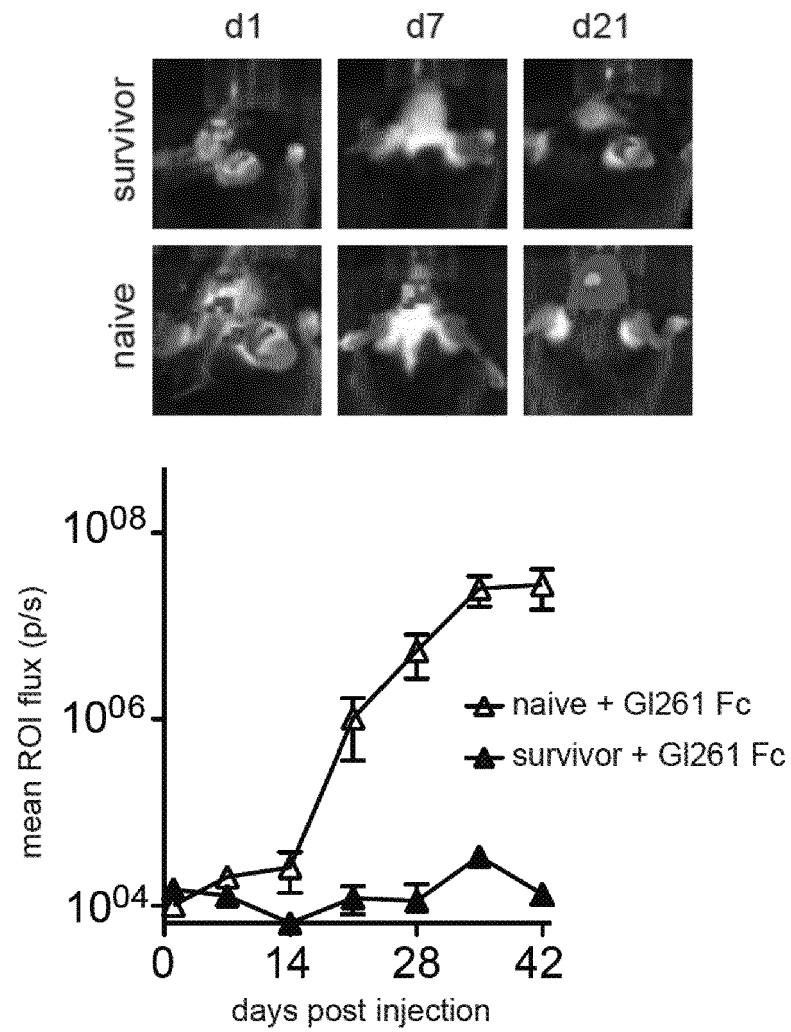 d1 d7 d21
survivor
naive
mean ROI flux (p/s)
10^08
10^06
10^04
naive + Gl261 Fc
survivor + Gl261 Fc
0 14 28 42
days post injection